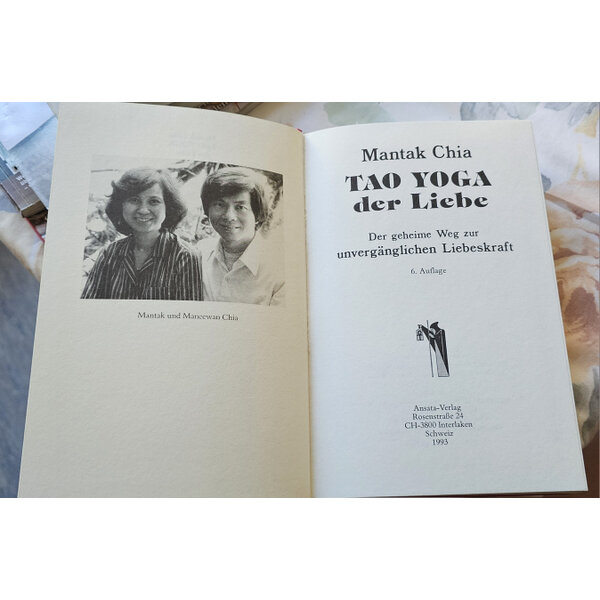 Mantak und Maneewan Chia
Mantak Chia
TAO YOGA
der Liebe
Der geheime Weg zur
unvergänglichen Liebeskraft
6. Auflage
Ansata-Verlag
Rosenstraße 24
CH-3800 Interlaken
Schweiz
1993